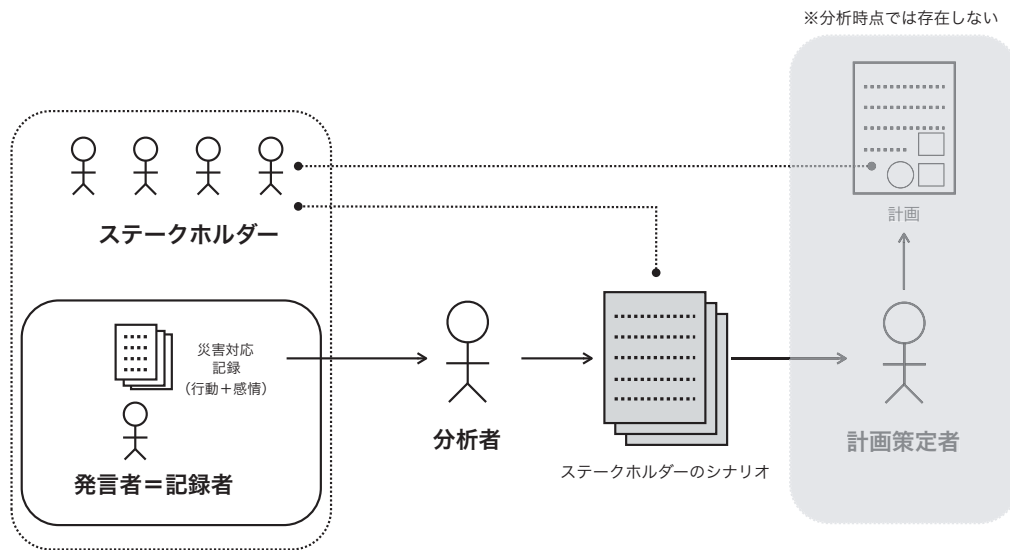 ※分析時点では存在しない
ステークホルダー
計画
災害対応
記録
（行動＋感情）
発言者＝記録者
分析者
ステークホルダーのシナリオ
計画策定者